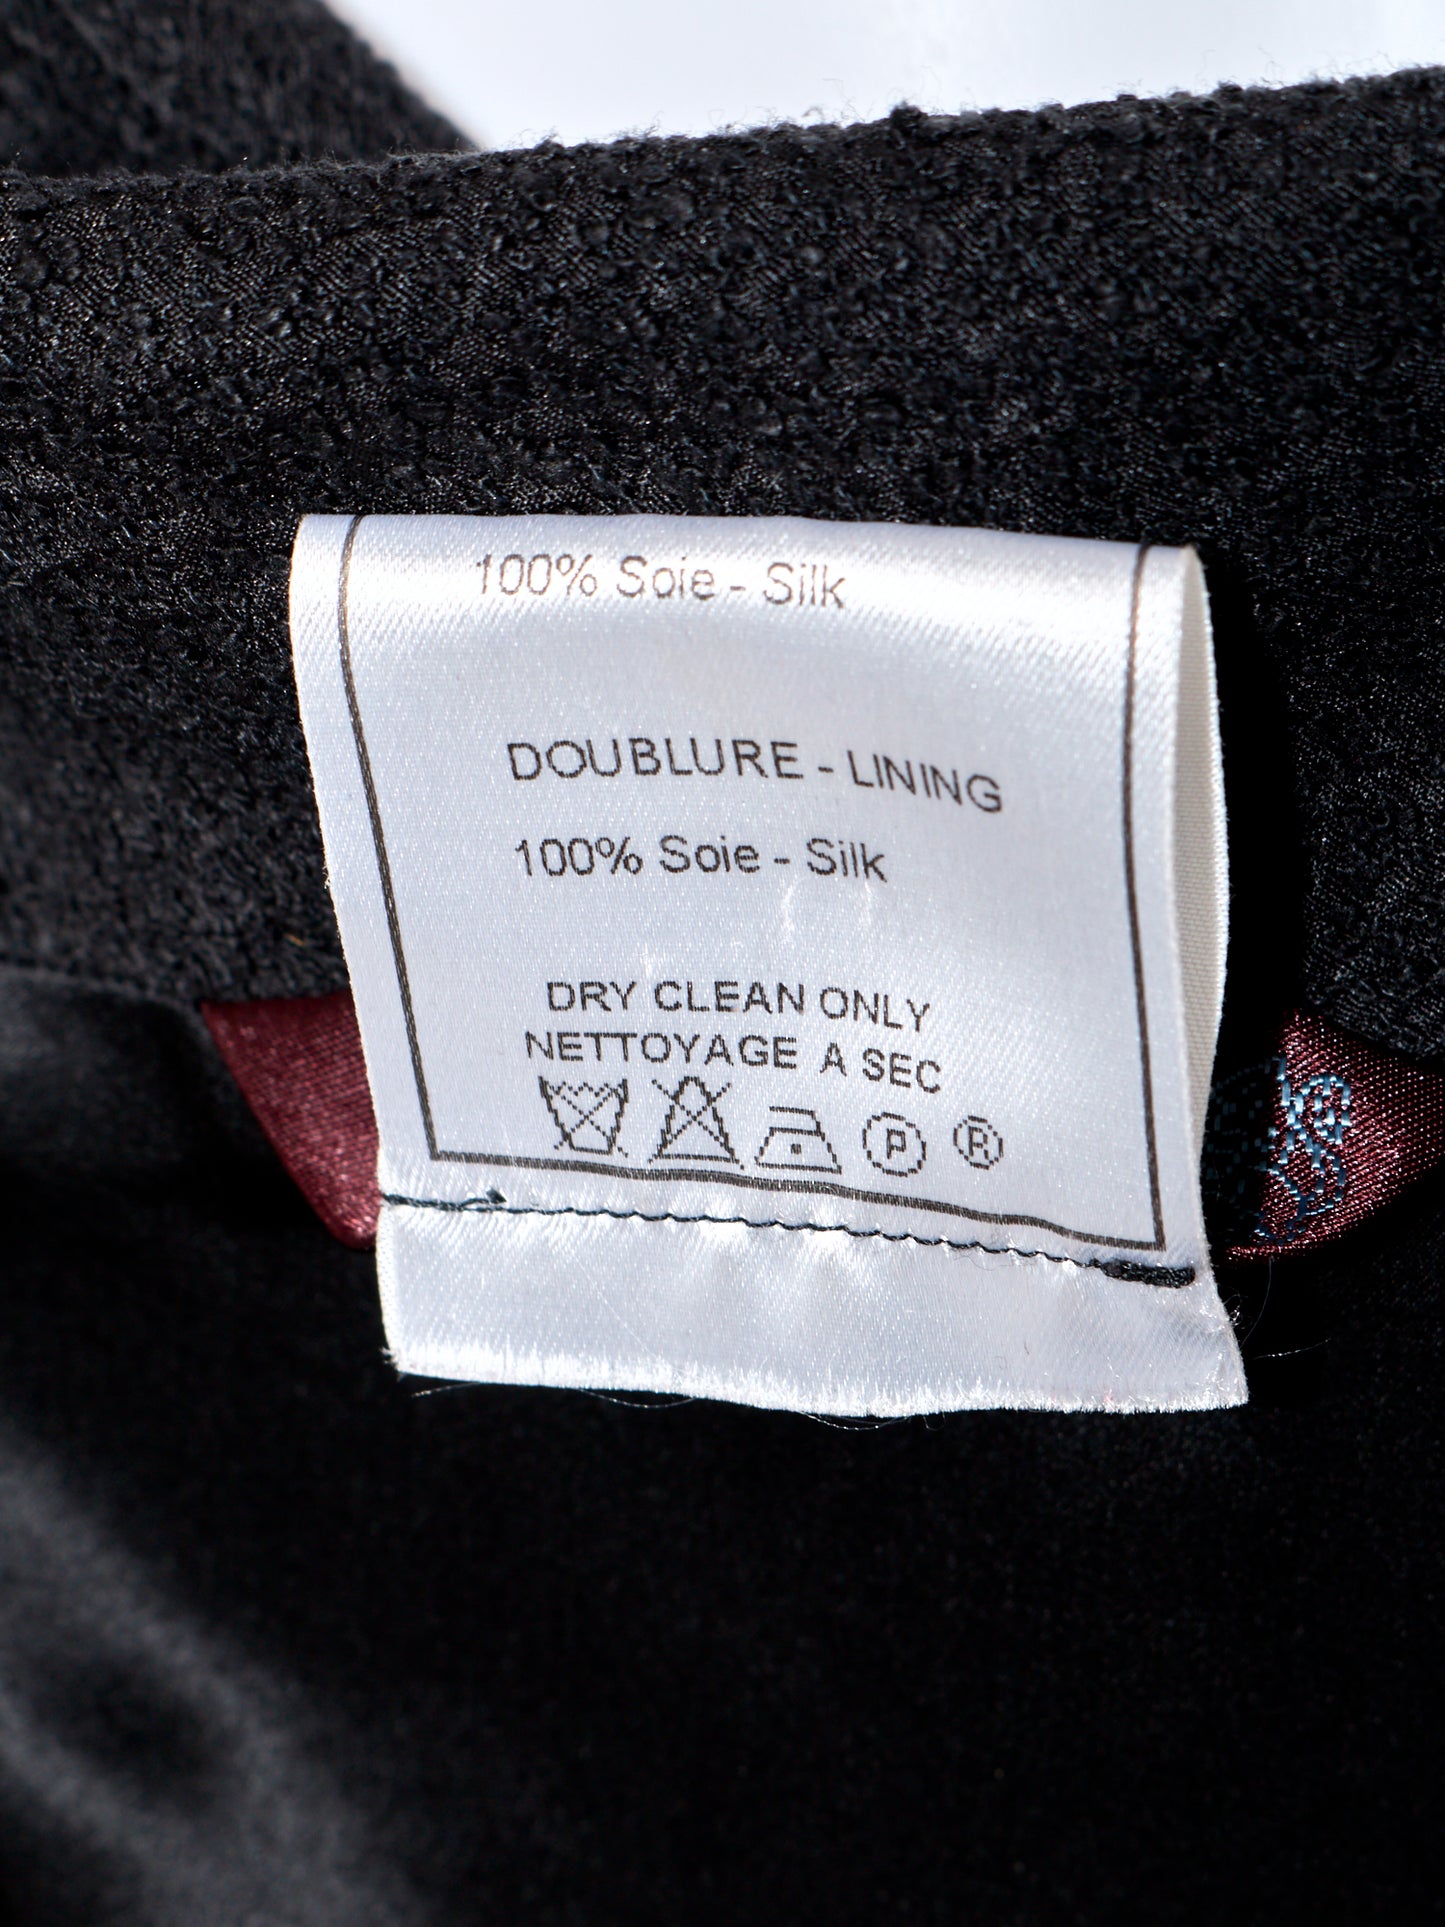 100% Soie - Silk
DOUBLURE - LINING
100% Soie - Silk
DRY CLEAN ONLY
NETTOYAGE A SEC
P ®